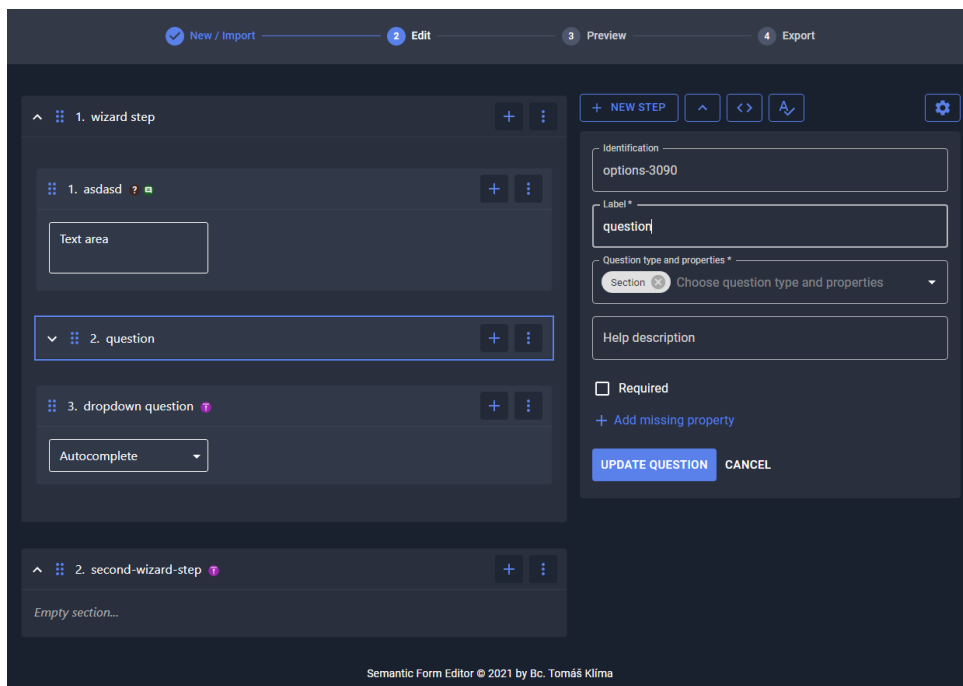 New / Import
2 Edit
3 Preview
4 Export
1. wizard step
1. asdasd ?
Text area
2. question
3. dropdown question T
Autocomplete
2. second-wizard-step T
Empty section...
+ NEW STEP
Identification
options-3090
Label *
question
Question type and properties *
Section Choose question type and properties
Help description
Required
+ Add missing property
UPDATE QUESTION CANCEL
Semantic Form Editor © 2021 by Bc. Tomáš Klíma